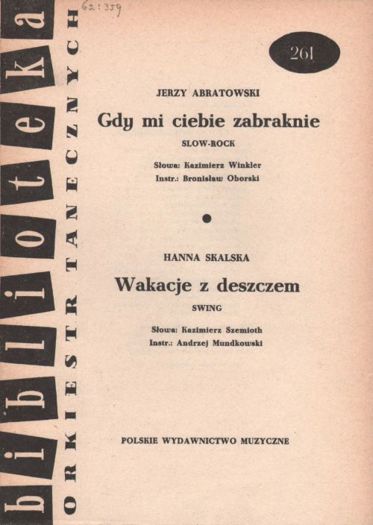 62:359
261
biblioteka
ORKIESTR TANECZNYCH
JERZY ABRATOWSKI
Gdy mi ciebie zabraknie
SLOW-ROCK
Słowa: Kazimierz Winkler
Instr.: Bronisław Oborski
HANNA SKALSKA
Wakacje z deszczem
SWING
Słowa: Kazimierz Szemioth
Instr.: Andrzej Mundkowski
POLSKIE WYDAWNICTWO MUZYCZNE